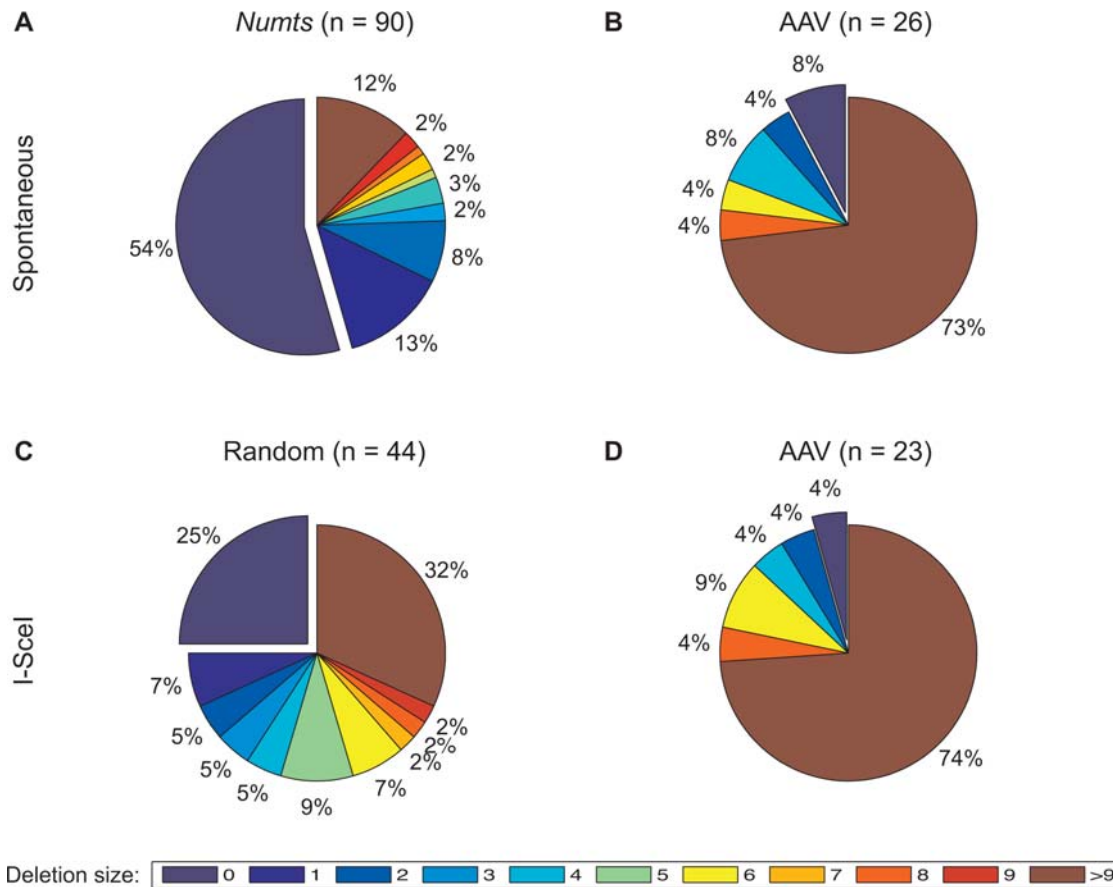 A
Numts (n = 90)
B
AAV (n = 26)
Spontaneous
12%
2%
2%
3%
2%
8%
13%
54%
8%
4%
8%
4%
4%
73%
C
Random (n = 44)
D
AAV (n = 23)
I-SceI
25%
32%
7%
5%
5%
5%
9%
7%
2%
2%
2%
4%
4%
4%
9%
4%
74%
Deletion size: 0 1 2 3 4 5 6 7 8 9 >9